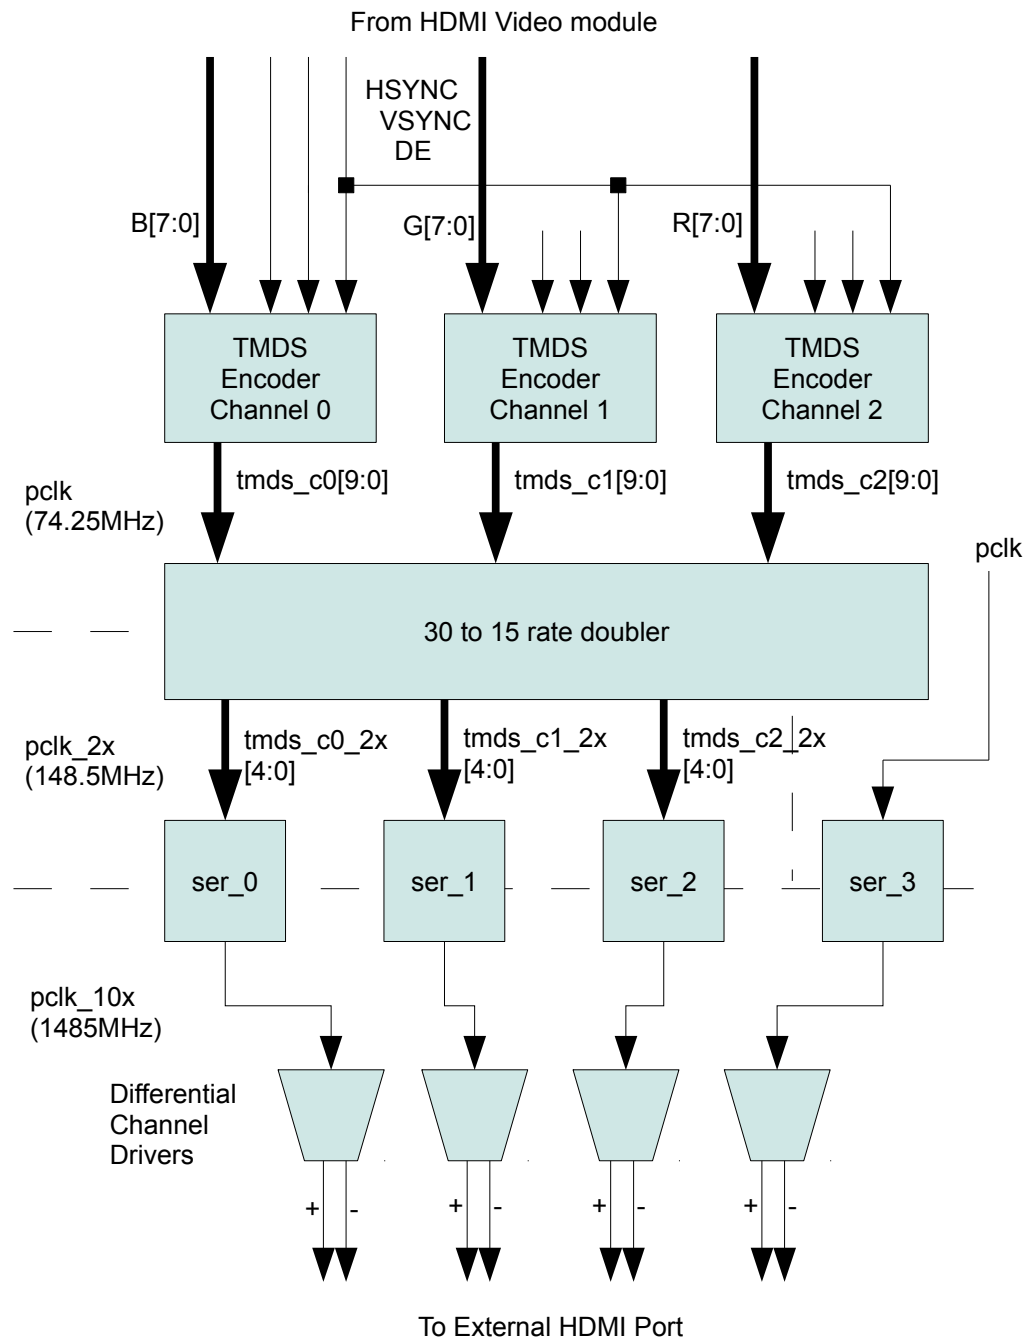 From HDMI Video module
HSYNC
VSYNC
DE
B[7:0]
G[7:0]
R[7:0]
TMDS
Encoder
Channel 0
TMDS
Encoder
Channel 1
TMDS
Encoder
Channel 2
tmds_c0[9:0]
tmds_c1[9:0]
tmds_c2[9:0]
pclk
(74.25MHz)
pclk
30 to 15 rate doubler
pclk_2x
(148.5MHz)
tmds_c0_2x
[4:0]
tmds_c1_2x
[4:0]
tmds_c2_2x
[4:0]
ser_0
ser_1
ser_2
ser_3
pclk_10x
(1485MHz)
Differential
Channel
Drivers
+ -
+ -
+ -
+ -
To External HDMI Port